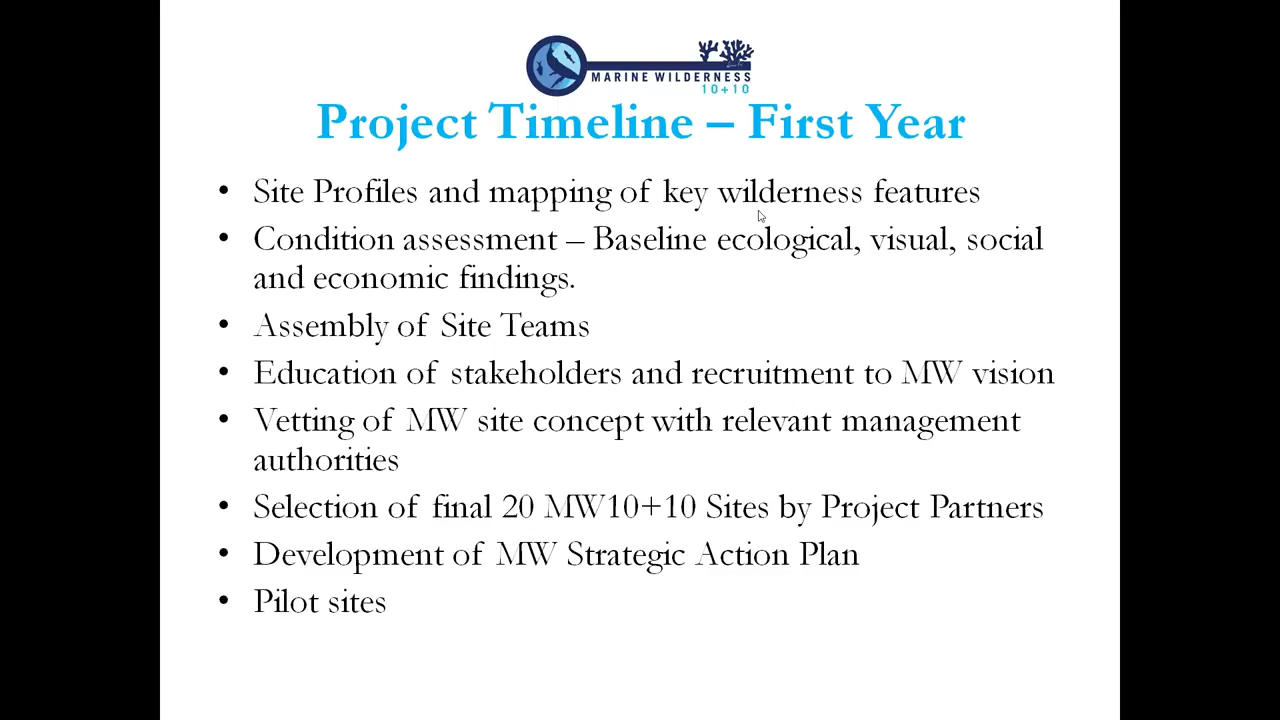 MARINE WILDERNESS
10+10
Project Timeline – First Year
• Site Profiles and mapping of key wilderness features
• Condition assessment – Baseline ecological, visual, social
and economic findings.
• Assembly of Site Teams
• Education of stakeholders and recruitment to MW vision
• Vetting of MW site concept with relevant management
authorities
• Selection of final 20 MW10+10 Sites by Project Partners
• Development of MW Strategic Action Plan
• Pilot sites